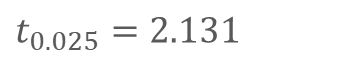 t₀.₀₂₅ = 2.131